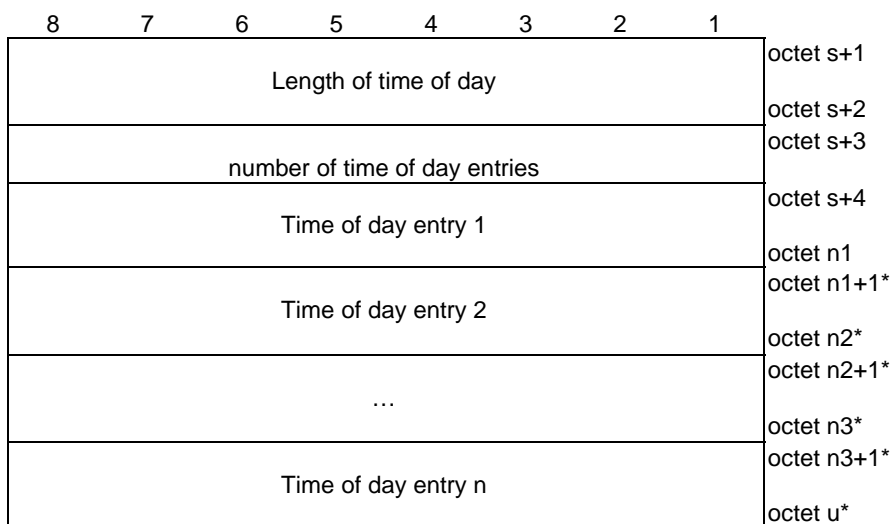 8 7 6 5 4 3 2 1
octet s+1
Length of time of day
octet s+2
octet s+3
number of time of day entries
octet s+4
Time of day entry 1
octet n1
octet n1+1*
Time of day entry 2
octet n2*
octet n2+1*
…
octet n3*
octet n3+1*
Time of day entry n
octet u*